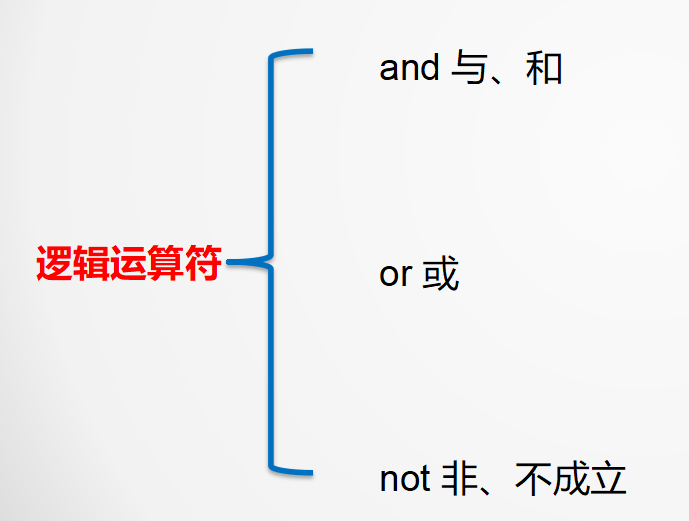 and 与、和
逻辑运算符
or 或
not 非、不成立